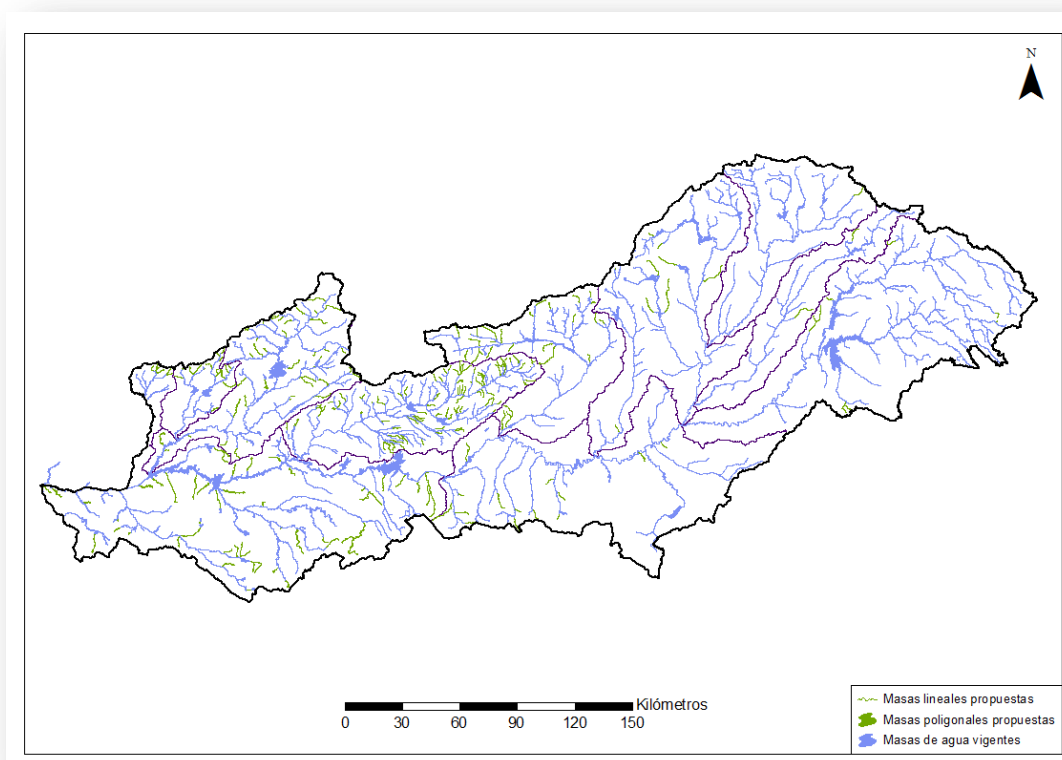 N
Kilómetros
0 30 60 90 120 150
Masas lineales propuestas
Masas poligonales propuestas
Masas de agua vigentes